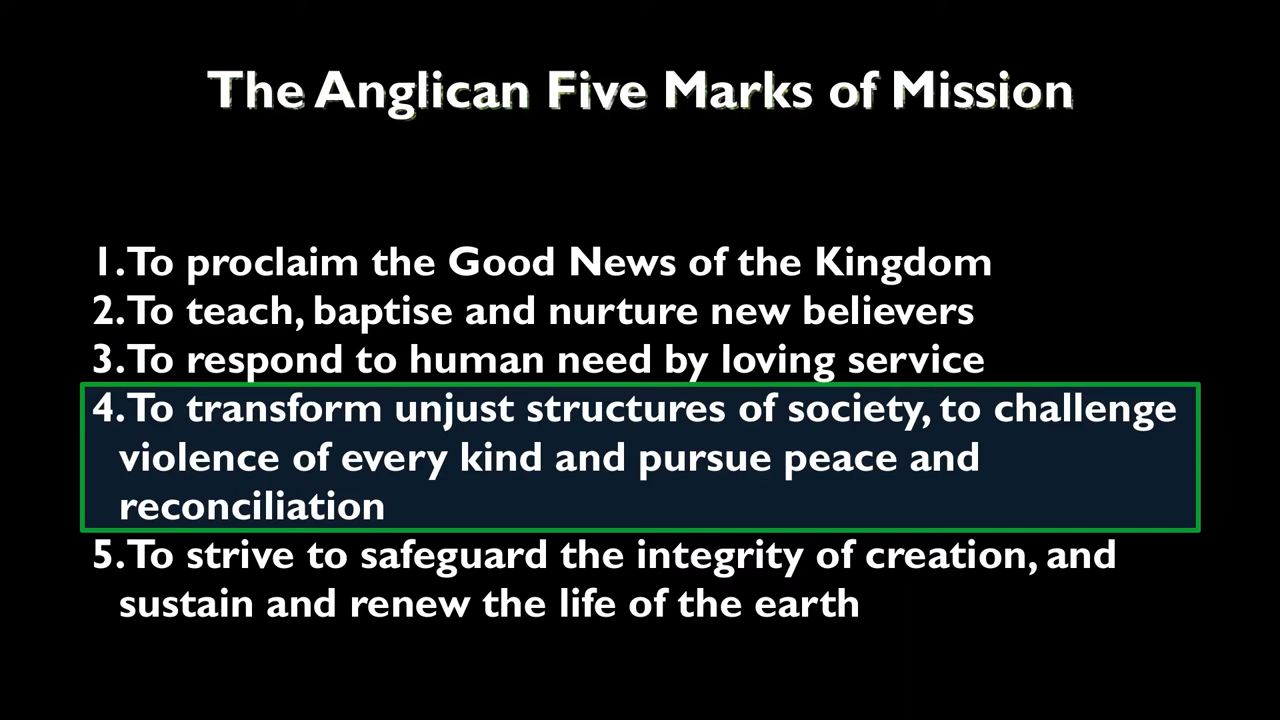 The Anglican Five Marks of Mission
1. To proclaim the Good News of the Kingdom
2. To teach, baptise and nurture new believers
3. To respond to human need by loving service
4. To transform unjust structures of society, to challenge
violence of every kind and pursue peace and
reconciliation
5. To strive to safeguard the integrity of creation, and
sustain and renew the life of the earth